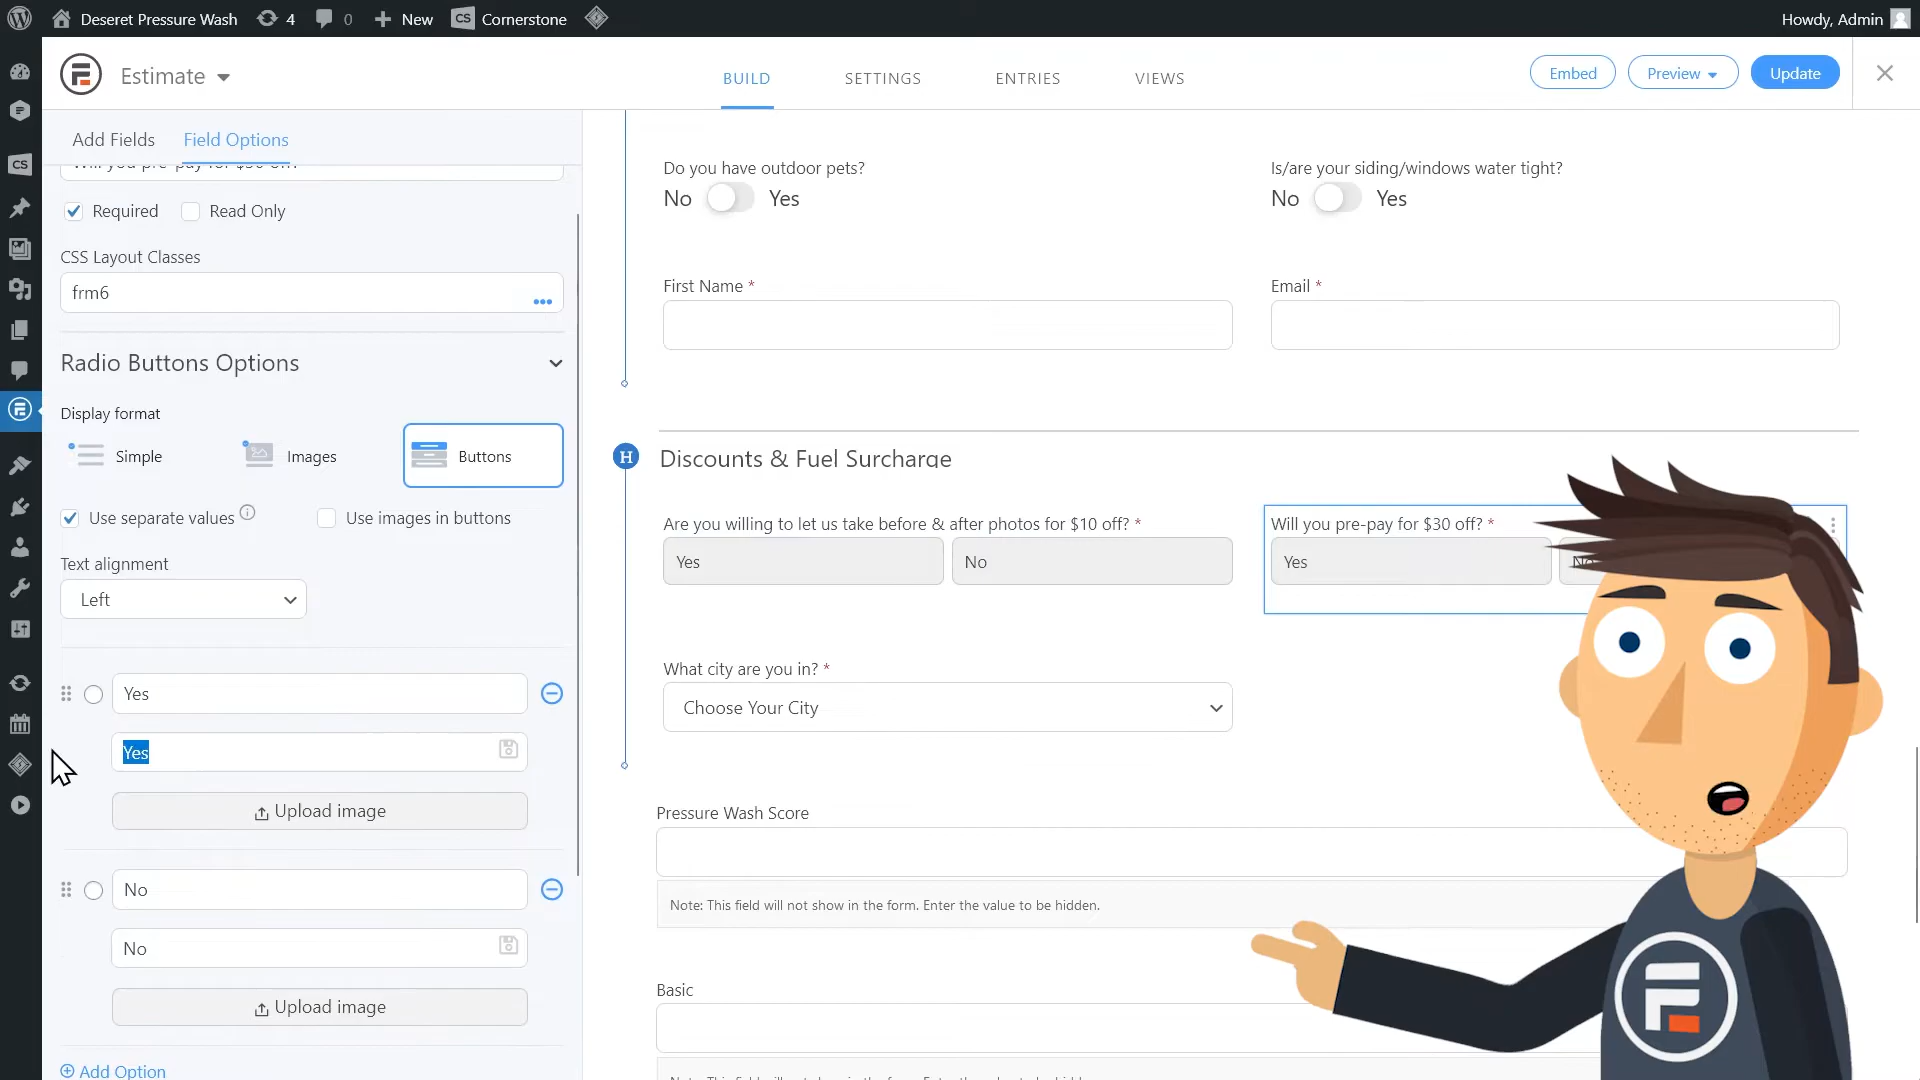 Deseret Pressure Wash 4 0 New CS Cornerstone Howdy, Admin
Estimate BUILD SETTINGS ENTRIES VIEWS Embed Preview Update
Add Fields Field Options
CS
Will you pre-pay for $30 off?
Required Read Only
CSS Layout Classes
frm6
Radio Buttons Options
Display format
Simple Images Buttons
Use separate values Use images in buttons
Text alignment
Left
Yes
Yes
Upload image
No
No
Upload image
Add Option
Do you have outdoor pets? Is/are your siding/windows water tight?
No Yes No Yes
First Name * Email *
H Discounts & Fuel Surcharge
Are you willing to let us take before & after photos for $10 off? * Will you pre-pay for $30 off? *
Yes No Yes No
What city are you in? *
Choose Your City
Pressure Wash Score
Note: This field will not show in the form. Enter the value to be hidden.
Basic